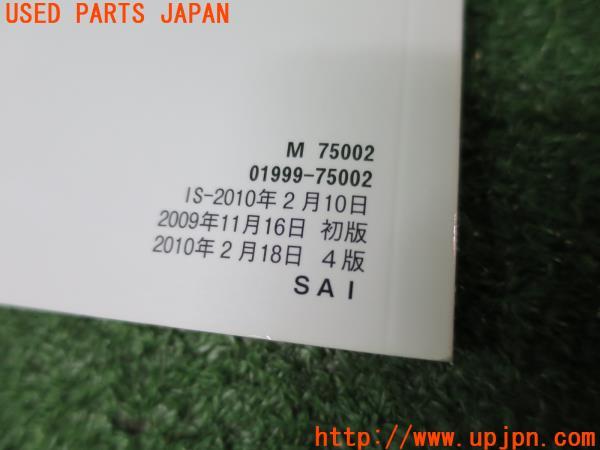 USED PARTS JAPAN
M 75002
01999-75002
IS-2010年2月10日
2009年11月16日 初版
2010年2月18日 4版
SAI
http://www.upjpn.com/